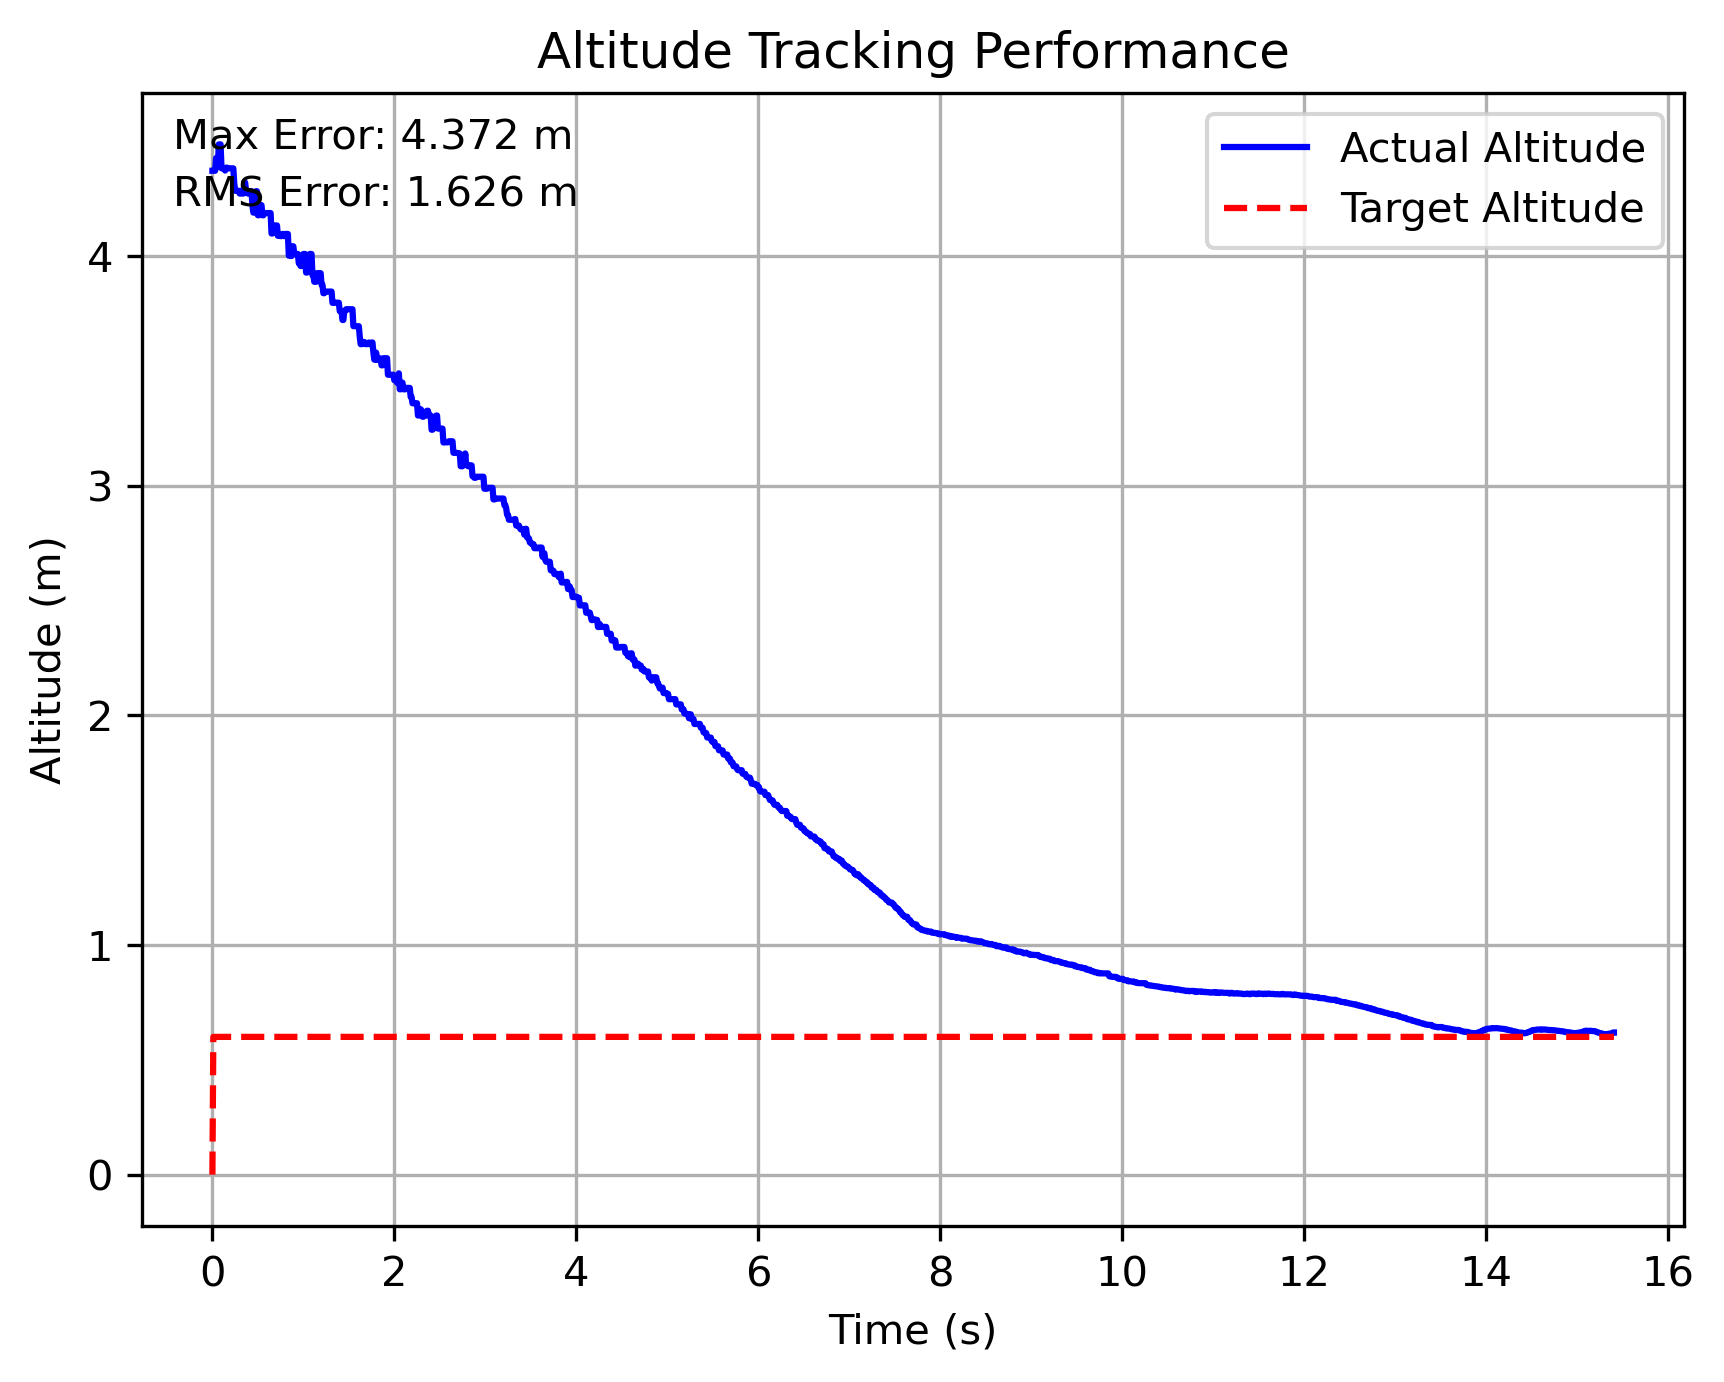 Altitude Tracking Performance
Max Error: 4.372 m
RMS Error: 1.626 m
Actual Altitude
Target Altitude
Altitude (m)
4
3
2
1
0
0 2 4 6 8 10 12 14 16
Time (s)